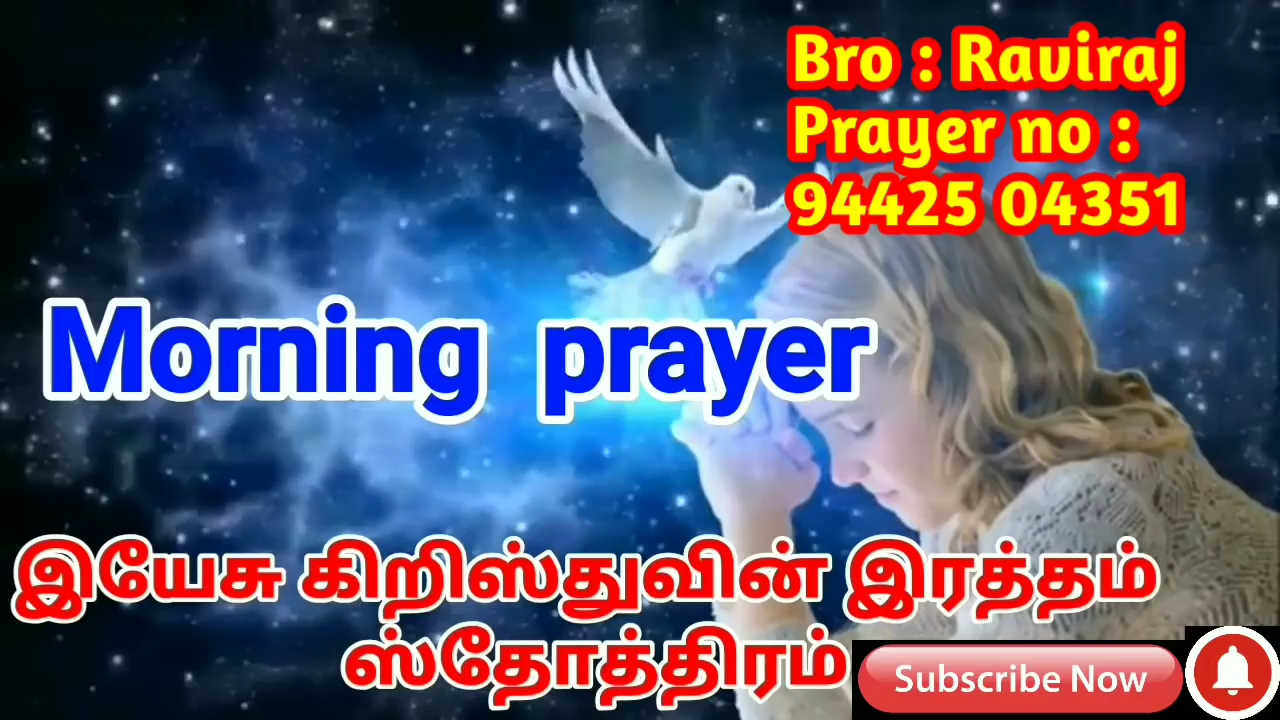 Bro : Raviraj
Prayer no :
94425 04351
Morning prayer
இயேசு கிறிஸ்துவின் இரத்தம்
ஸ்தோத்திரம்
Subscribe Now